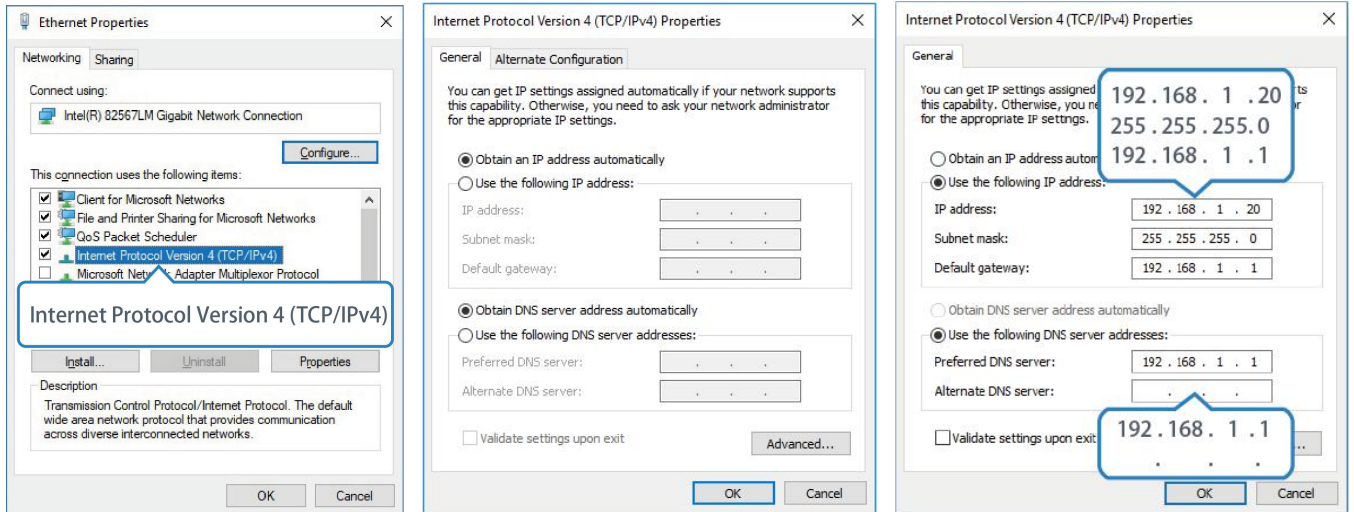 Ethernet Properties
Networking
Sharing
Connect using:
Intel(R) 82567LM Gigabit Network Connection
Configure...
This connection uses the following items:
Client for Microsoft Networks
File and Printer Sharing for Microsoft Networks
QoS Packet Scheduler
Internet Protocol Version 4 (TCP/IPv4)
Microsoft Network Adapter Multiplexor Protocol
Internet Protocol Version 4 (TCP/IPv4)
Install...
Uninstall
Properties
Description
Transmission Control Protocol/Internet Protocol. The default
wide area network protocol that provides communication
across diverse interconnected networks.
OK
Cancel
Internet Protocol Version 4 (TCP/IPv4) Properties
General
Alternate Configuration
You can get IP settings assigned automatically if your network supports
this capability. Otherwise, you need to ask your network administrator
for the appropriate IP settings.
Obtain an IP address automatically
Use the following IP address:
IP address:
Subnet mask:
Default gateway:
Obtain DNS server address automatically
Use the following DNS server addresses:
Preferred DNS server:
Alternate DNS server:
Validate settings upon exit
Advanced...
OK
Cancel
Internet Protocol Version 4 (TCP/IPv4) Properties
General
You can get IP settings assigned
this capability. Otherwise, you
for the appropriate IP settings.
192.168. 1 .20
255.255.255.0
192.168. 1 .1
Obtain an IP address
Use the following IP address:
IP address: 192 . 168 . 1 . 20
Subnet mask: 255 . 255 . 255 . 0
Default gateway: 192 . 168 . 1 . 1
Obtain DNS server address automatically
Use the following DNS server addresses:
Preferred DNS server: 192 . 168 . 1 . 1
Alternate DNS server:
Validate settings upon exit
192.168. 1 .1
OK
Cancel